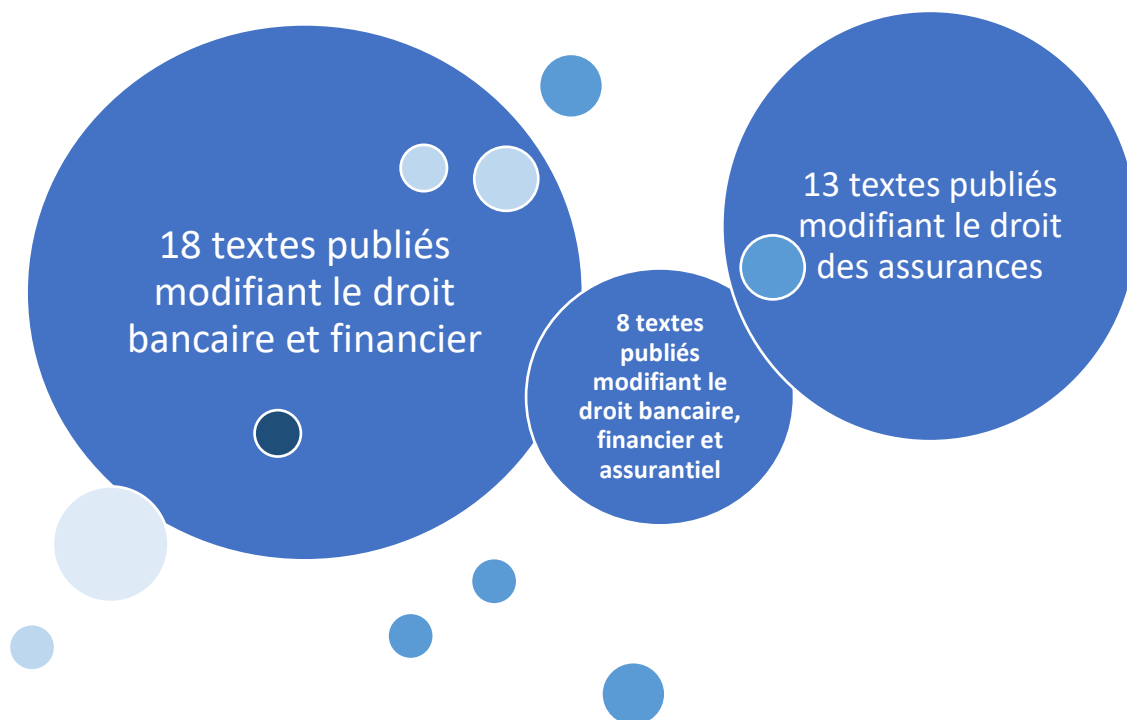 18 textes publiés
modifiant le droit
bancaire et financier
8 textes
publiés
modifiant le
droit bancaire,
financier et
assurantiel
13 textes publiés
modifiant le droit
des assurances